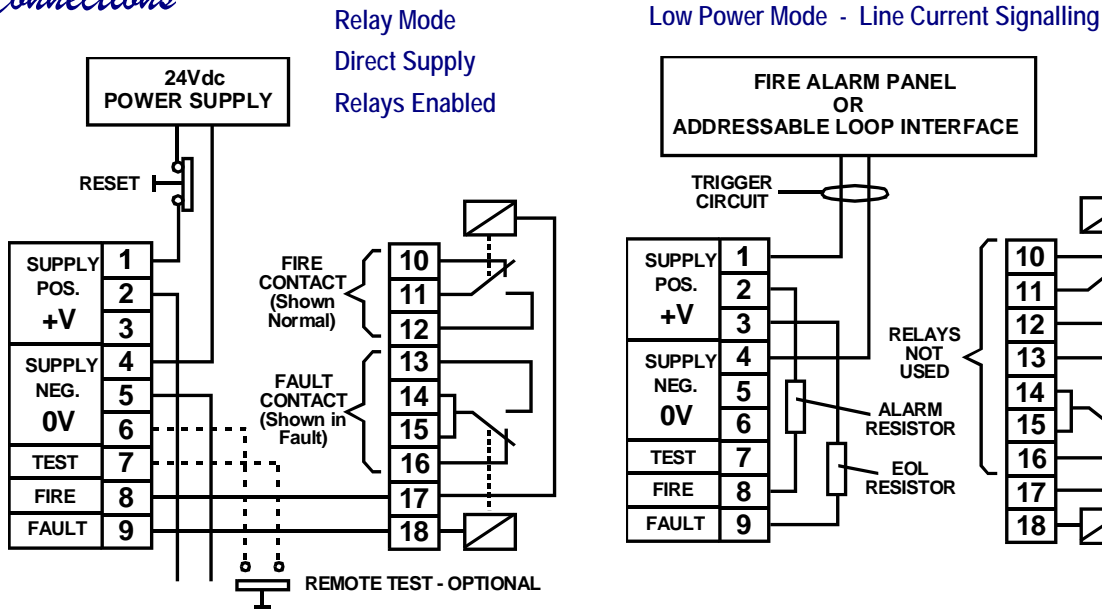 Connections
Relay Mode
Direct Supply
Relays Enabled
24Vdc
POWER SUPPLY
RESET
SUPPLY
POS.
+V
SUPPLY
NEG.
0V
TEST
FIRE
FAULT
1
2
3
4
5
6
7
8
9
FIRE
CONTACT
(Shown
Normal)
FAULT
CONTACT
(Shown in
Fault)
10
11
12
13
14
15
16
17
18
REMOTE TEST - OPTIONAL
Low Power Mode - Line Current Signalling
FIRE ALARM PANEL
OR
ADDRESSABLE LOOP INTERFACE
TRIGGER
CIRCUIT
SUPPLY
POS.
+V
SUPPLY
NEG.
0V
TEST
FIRE
FAULT
1
2
3
4
5
6
7
8
9
ALARM
RESISTOR
EOL
RESISTOR
RELAYS
NOT
USED
10
11
12
13
14
15
16
17
18